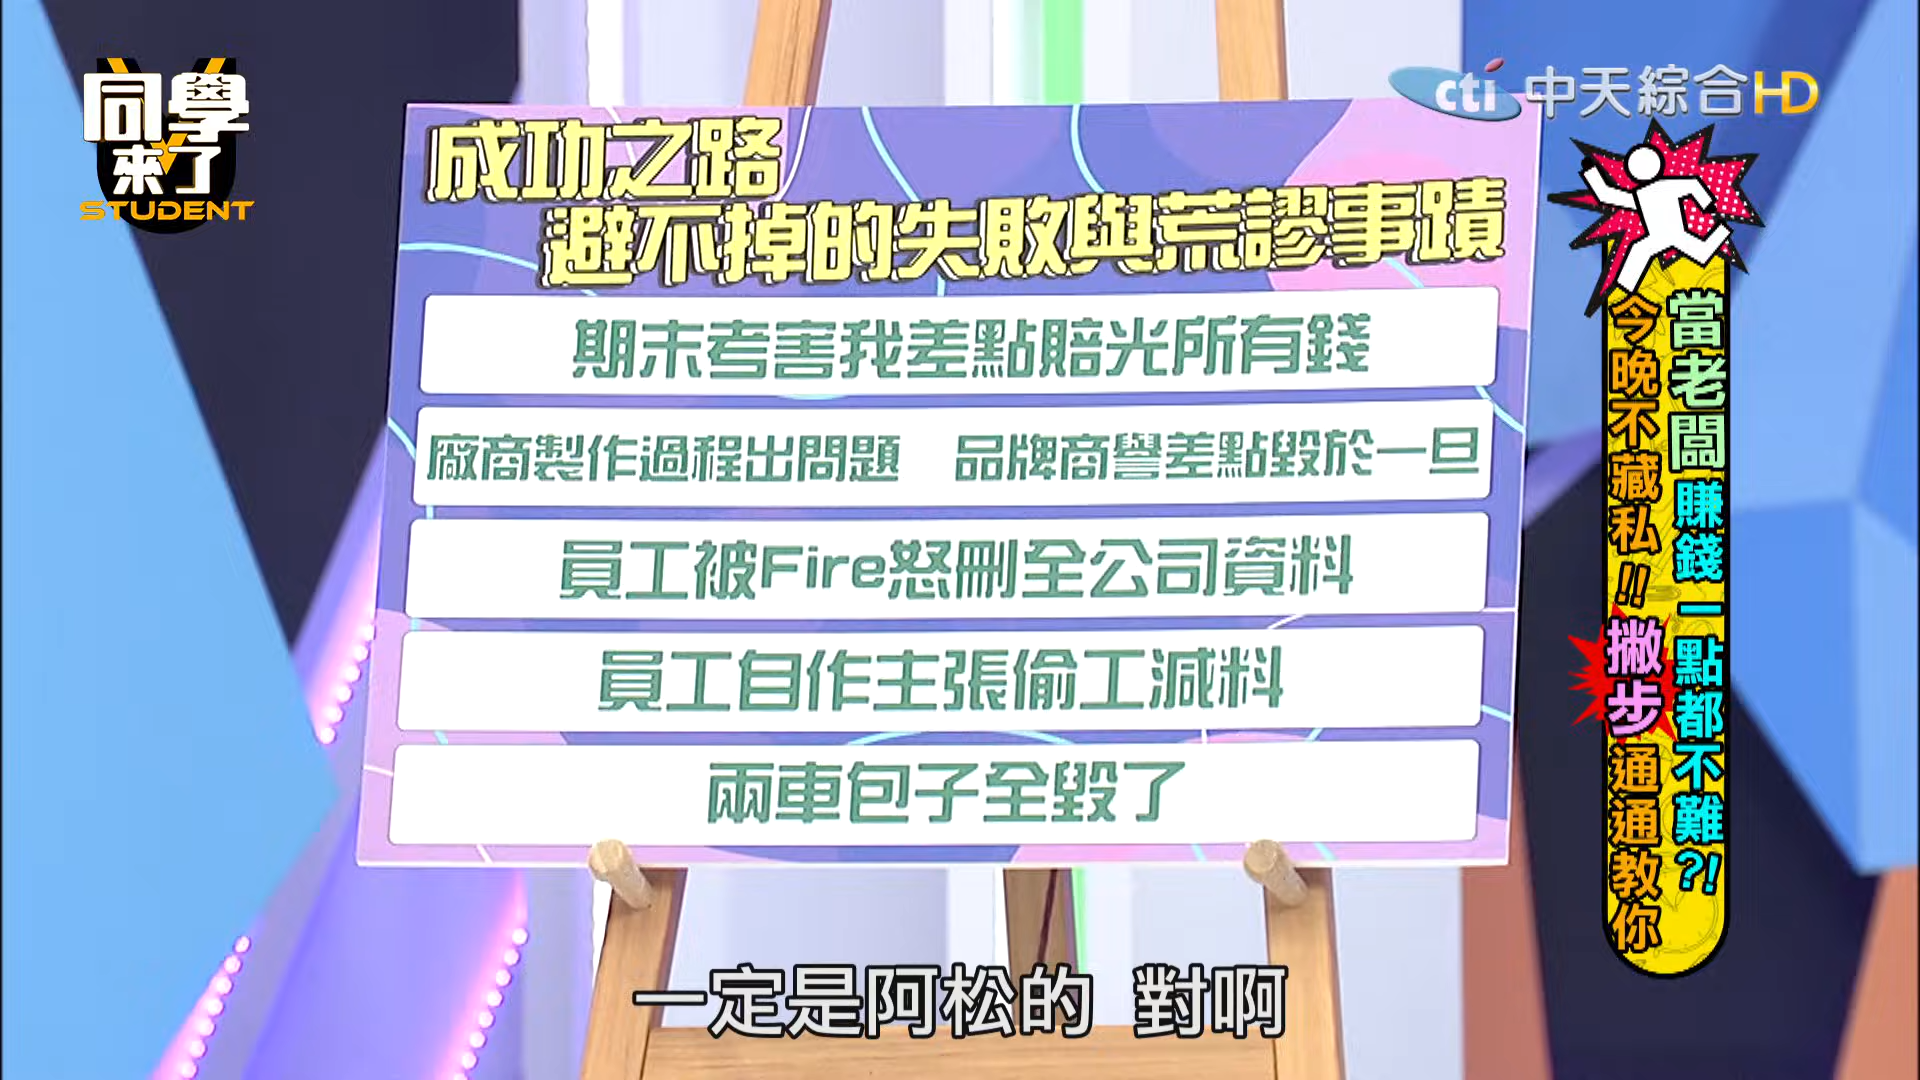 同學
來了
STUDENT
cti 中天綜合HD
成功之路
避不掉的失敗與荒謬事蹟
期末考害我差點賠光所有錢
廠商製作過程出問題 品牌商譽差點毀於一旦
員工被Fire怒刪全公司資料
員工自作主張偷工減料
兩車包子全毀了
當老闆賺錢一點都不難?!
今晚不藏私!!撇步通通教你
一定是阿松的 對啊